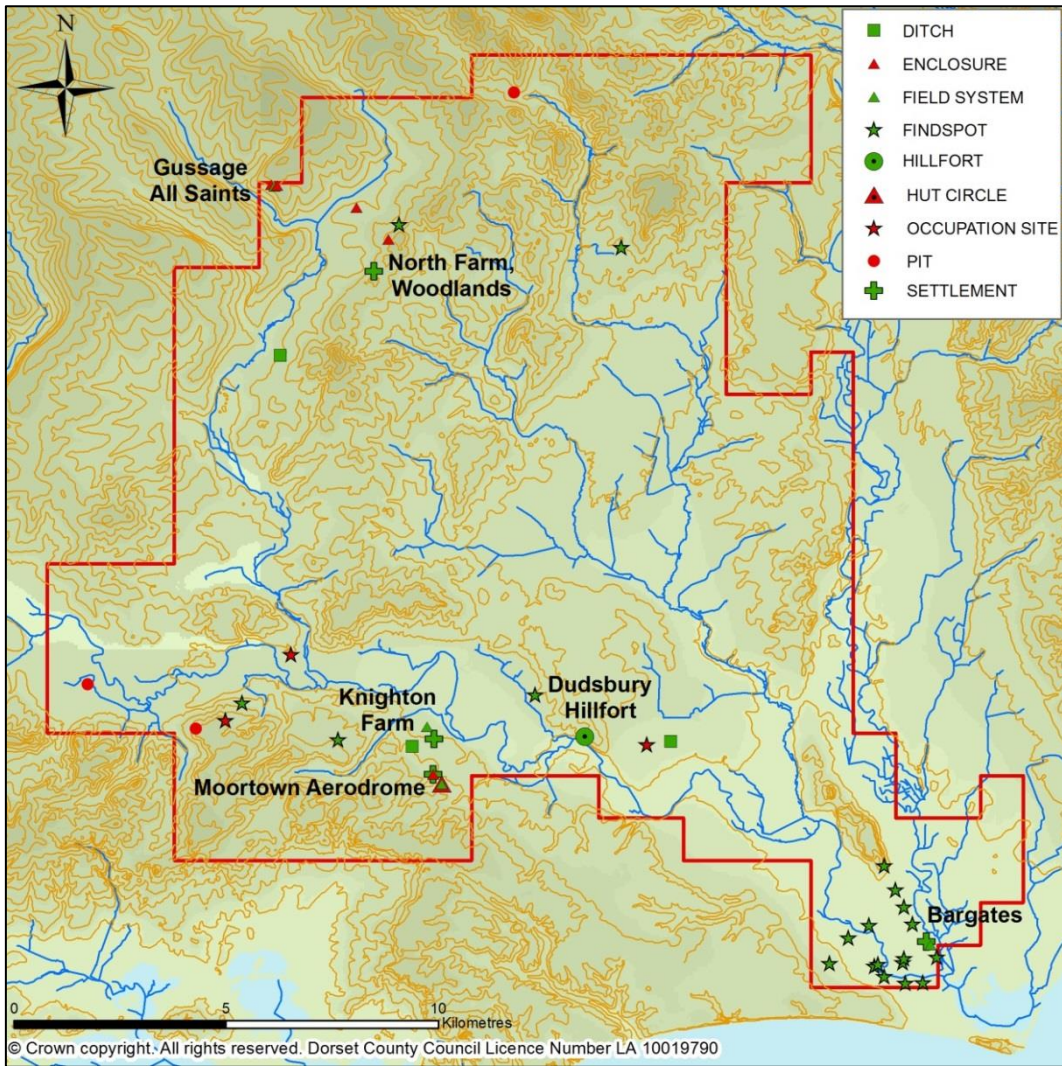 N
DITCH
ENCLOSURE
FIELD SYSTEM
FINDSPOT
HILLFORT
HUT CIRCLE
OCCUPATION SITE
PIT
SETTLEMENT
Gussage
All Saints
North Farm,
Woodlands
Knighton
Farm
Dudsbury
Hillfort
Moortown Aerodrome
Bargates
0 5 10
Kilometres
© Crown copyright. All rights reserved. Dorset County Council Licence Number LA 10019790